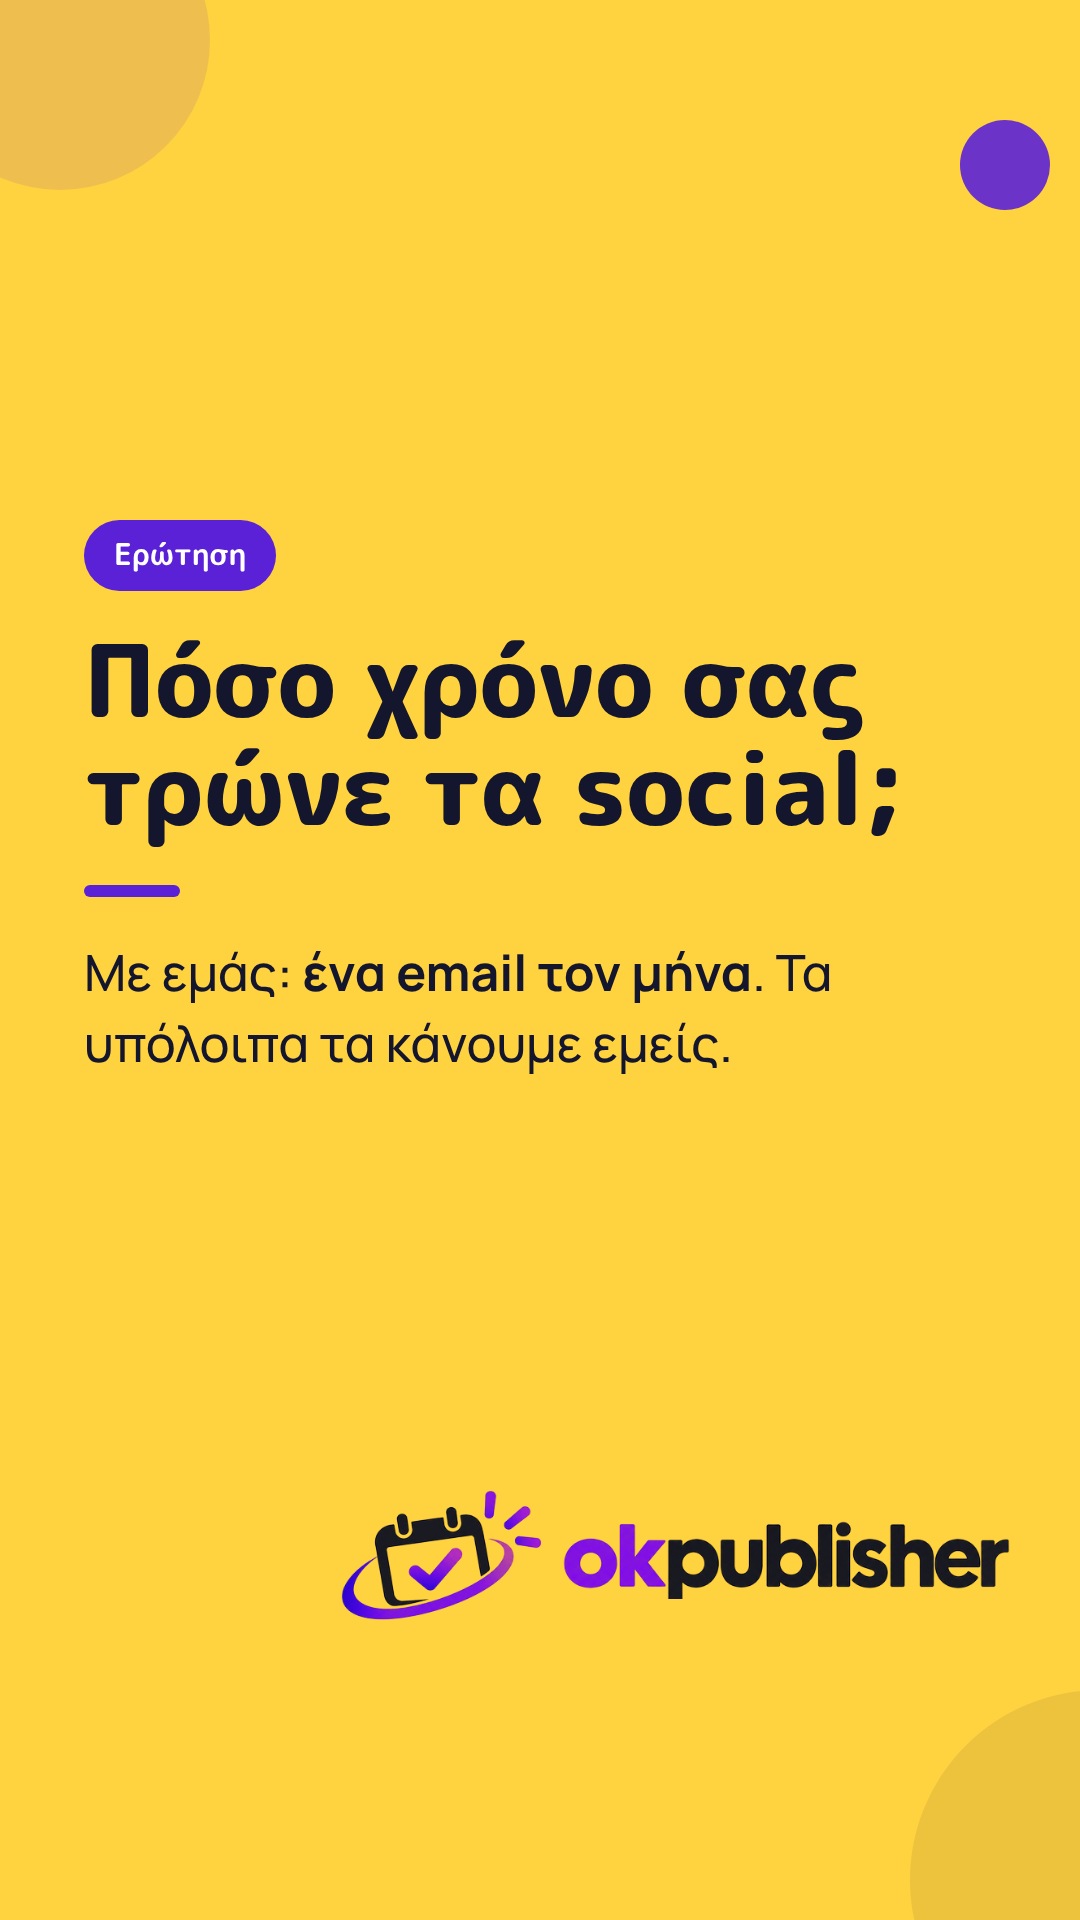 Ερώτηση
Πόσο χρόνο σας
τρώνε τα social;
Με εμάς: ένα email τον μήνα. Τα
υπόλοιπα τα κάνουμε εμείς.
okpublisher